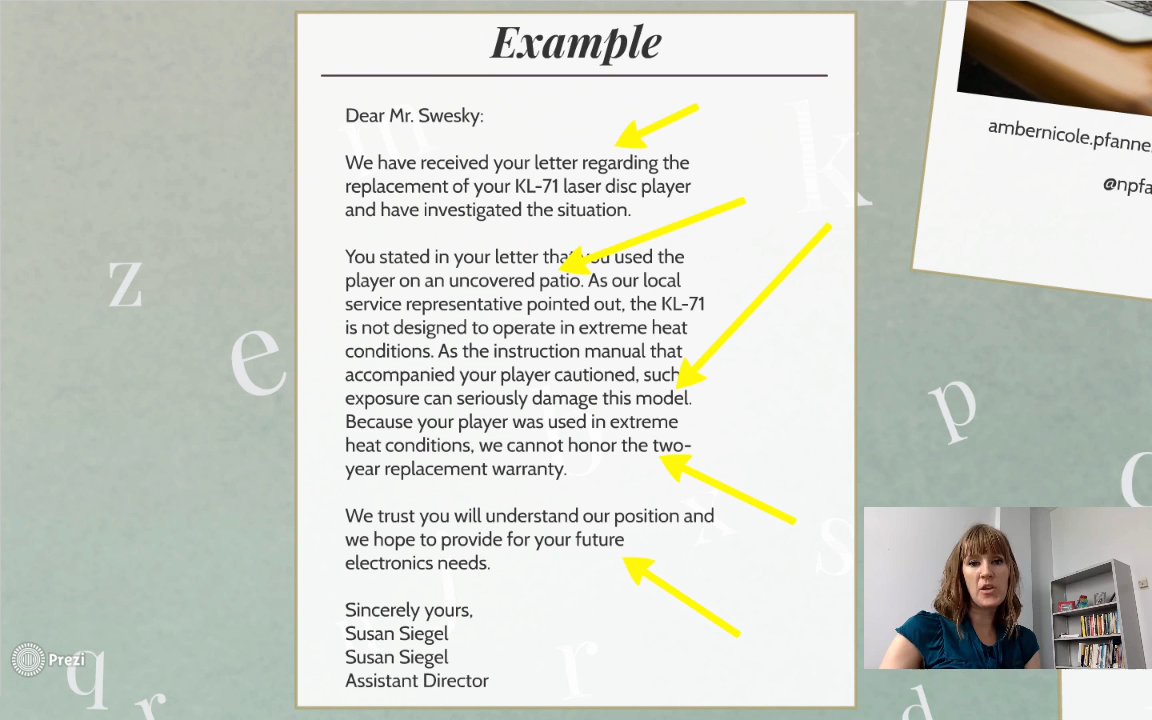 Example
Dear Mr. Swesky:
We have received your letter regarding the
replacement of your KL-71 laser disc player
and have investigated the situation.
You stated in your letter that you used the
player on an uncovered patio. As our local
service representative pointed out, the KL-71
is not designed to operate in extreme heat
conditions. As the instruction manual that
accompanied your player cautioned, such
exposure can seriously damage this model.
Because your player was used in extreme
heat conditions, we cannot honor the two-
year replacement warranty.
We trust you will understand our position and
we hope to provide for your future
electronics needs.
Sincerely yours,
Susan Siegel
Susan Siegel
Assistant Director
ambernicole.pfanne
@npfa
Prezi